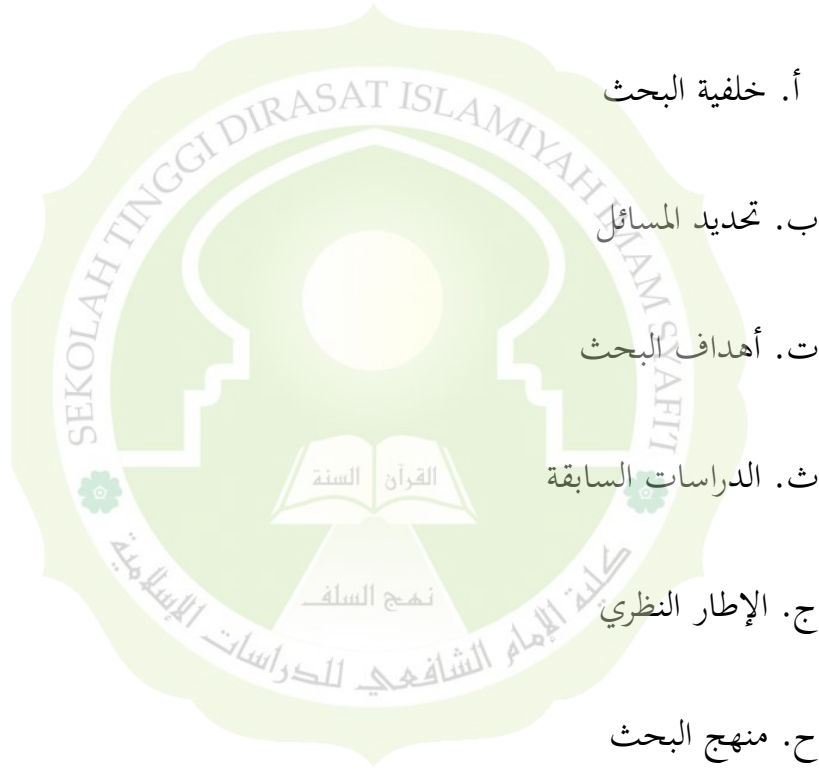 أ. خلفية البحث
SEKOLAH TINGGI DIRASAT ISLAMIYAH IMAM SYAFI'I
ب. تحديد المسائل
ت. أهداف البحث
ث. الدراسات السابقة
القرآن السنة
نهج السلف
ج. الإطار النظري
كلية الإمام الشافعي للدراسات الإسلامية
ح. منهج البحث